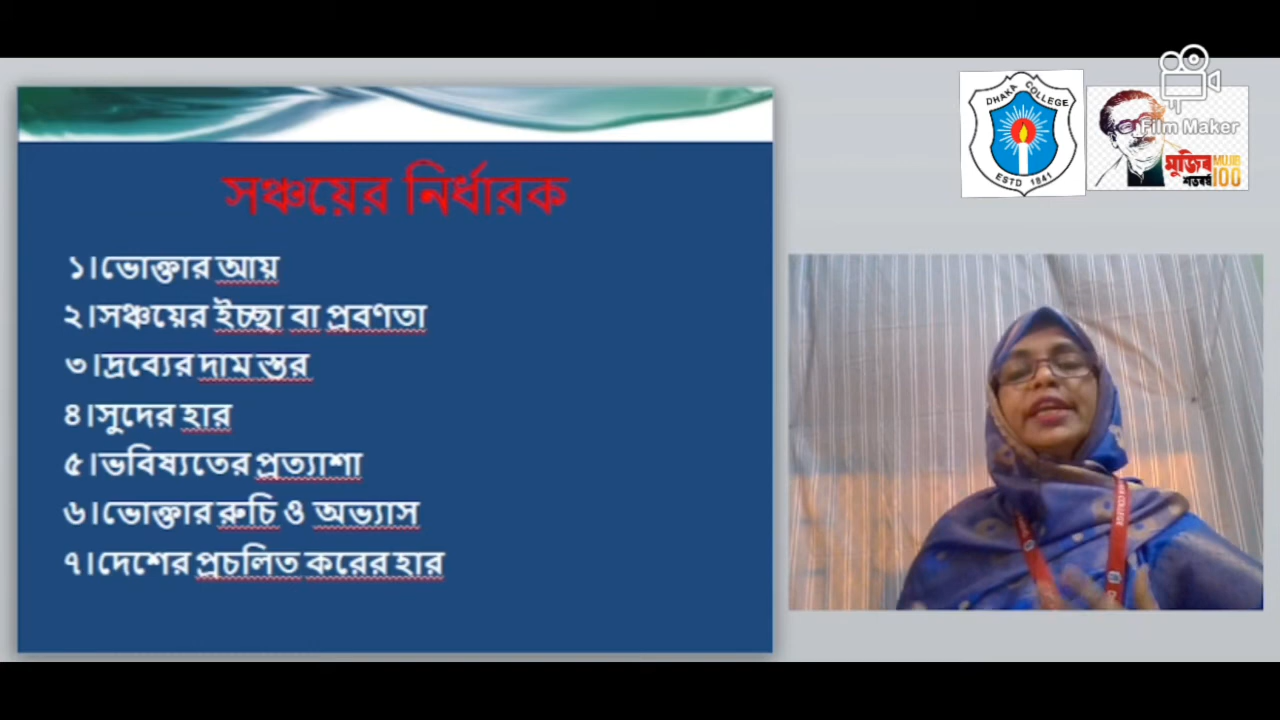 সঞ্চয়ের নির্ধারক
১।ভোক্তার আয়
২।সঞ্চয়ের ইচ্ছা বা প্রবণতা
৩।দ্রব্যের দাম স্তর
৪।সুদের হার
৫।ভবিষ্যতের প্রত্যাশা
৬।ভোক্তার রুচি ও অভ্যাস
৭।দেশের প্রচলিত করের হার
DHAKA COLLEGE
ESTD 1841
Film Maker
মুজিব MUJIB
শতবর্ষ 100